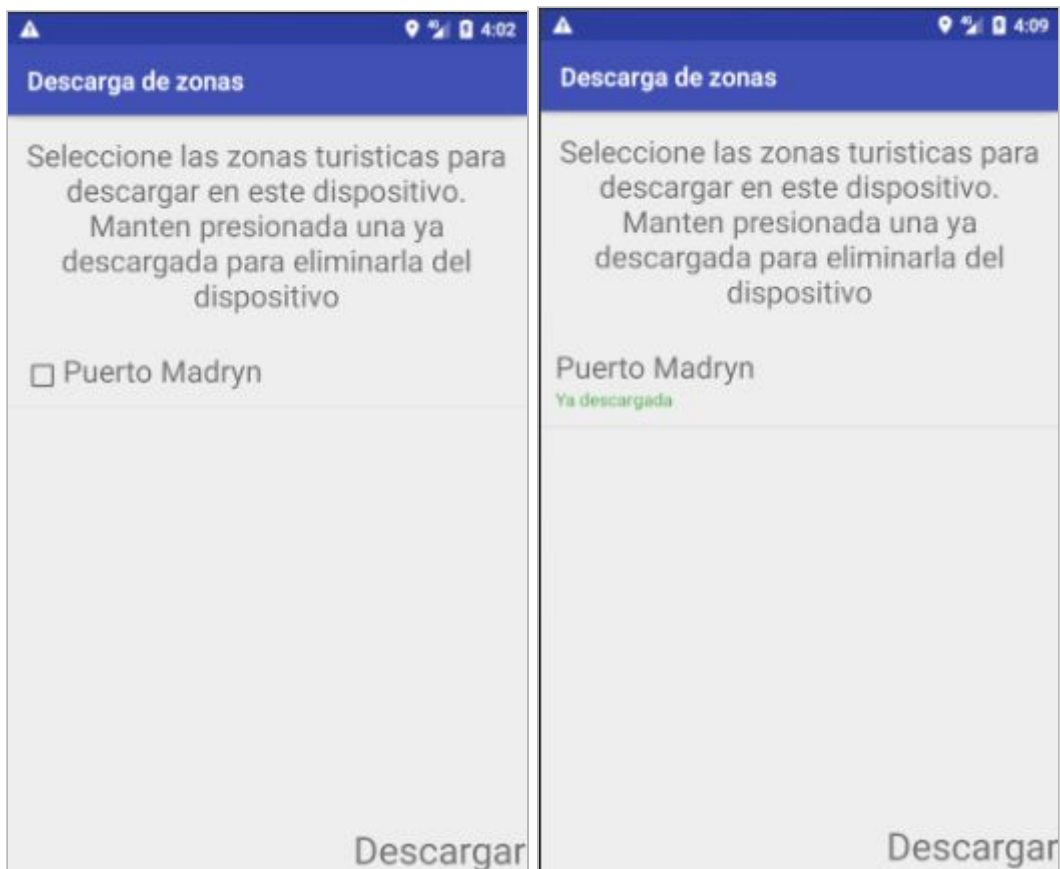 4:02
Descarga de zonas
Seleccione las zonas turisticas para
descargar en este dispositivo.
Manten presionada una ya
descargada para eliminarla del
dispositivo
Puerto Madryn
Descargar
4:09
Descarga de zonas
Seleccione las zonas turisticas para
descargar en este dispositivo.
Manten presionada una ya
descargada para eliminarla del
dispositivo
Puerto Madryn
Ya descargada
Descargar